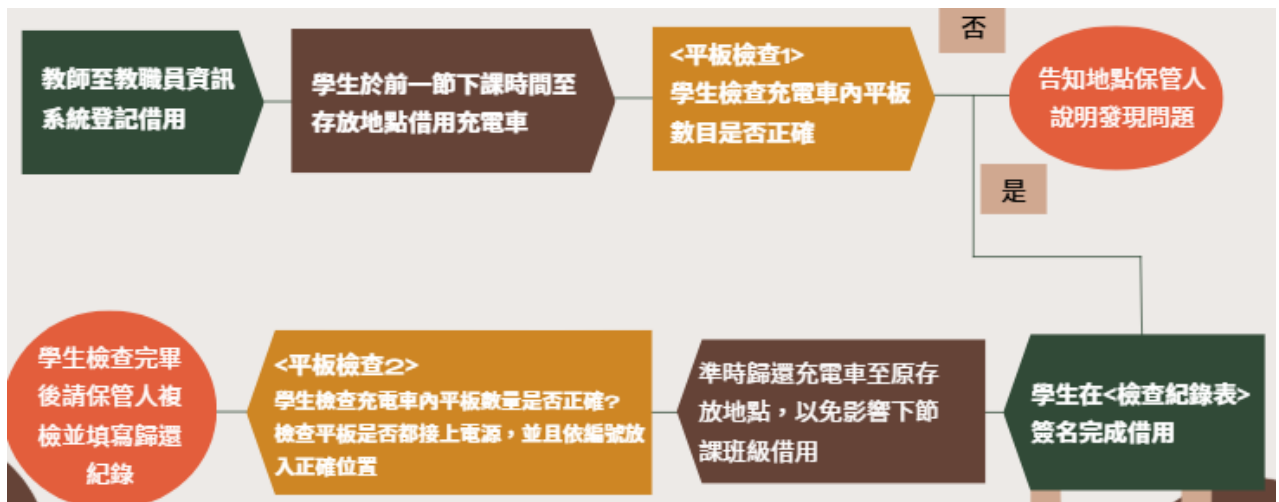 教師至教職員資訊
系統登記借用
學生於前一節下課時間至
存放地點借用充電車
<平板檢查1>
學生檢查充電車內平板
數目是否正確
否
告知地點保管人
說明發現問題
是
學生在<檢查紀錄表>
簽名完成借用
準時歸還充電車至原存
放地點，以免影響下節
課班級借用
<平板檢查2>
學生檢查充電車內平板數量是否正確?
檢查平板是否都接上電源，並且依編號放
入正確位置
學生檢查完畢
後請保管人複
檢並填寫歸還
紀錄